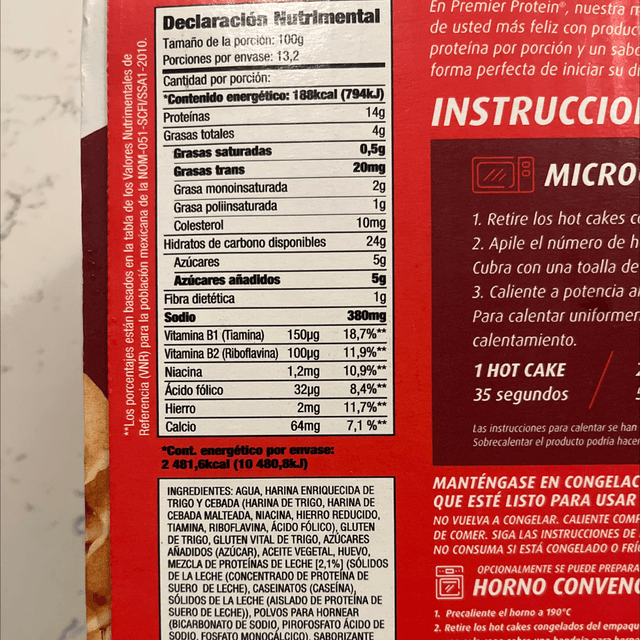 **Los porcentajes están basados en la tabla de los Valores Nutrimentales de
Referencia (VNR) para la población mexicana de la NOM-051-SCFI/SSA1-2010.
Declaración Nutrimental
Tamaño de la porción: 100g
Porciones por envase: 13,2
Cantidad por porción:
*Contenido energético: 188kcal (794kJ)
Proteínas 14g
Grasas totales 4g
Grasas saturadas 0,5g
Grasas trans 20mg
Grasa monoinsaturada 2g
Grasa poliinsaturada 1g
Colesterol 10mg
Hidratos de carbono disponibles 24g
Azúcares 5g
Azúcares añadidos 5g
Fibra dietética 1g
Sodio 380mg
Vitamina B1 (Tiamina) 150µg 18,7%**
Vitamina B2 (Riboflavina) 100µg 11,9%**
Niacina 1,2mg 10,9%**
Ácido fólico 32µg 8,4%**
Hierro 2mg 11,7%**
Calcio 64mg 7,1 %**
*Cont. energético por envase:
2 481,6kcal (10 480,8kJ)
INGREDIENTES: AGUA, HARINA ENRIQUECIDA DE
TRIGO Y CEBADA (HARINA DE TRIGO, HARINA DE
CEBADA MALTEADA, NIACINA, HIERRO REDUCIDO,
TIAMINA, RIBOFLAVINA, ÁCIDO FÓLICO), GLUTEN
DE TRIGO, GLUTEN VITAL DE TRIGO, AZÚCARES
AÑADIDOS (AZÚCAR), ACEITE VEGETAL, HUEVO,
MEZCLA DE PROTEÍNAS DE LECHE [2,1%] (SÓLIDOS
DE LA LECHE (CONCENTRADO DE PROTEÍNA DE
SUERO DE LECHE), CASEINATOS (CASEÍNA),
SÓLIDOS DE LA LECHE (AISLADO DE PROTEÍNA DE
SUERO DE LECHE)), POLVOS PARA HORNEAR
(BICARBONATO DE SODIO, PIROFOSFATO ÁCIDO DE
SODIO, FOSFATO MONOCÁLCICO), SABORIZANTE
En Premier Protein®, nuestra
de usted más feliz con produc
proteína por porción y un sabo
forma perfecta de iniciar su d
INSTRUCCIO
MICRO
1. Retire los hot cakes c
2. Apile el número de h
Cubra con una toalla de
3. Caliente a potencia al
Para calentar uniformem
calentamiento.
1 HOT CAKE
35 segundos
Las instrucciones para calentar se han
Sobrecalentar el producto podría hacer
MANTÉNGASE EN CONGELAC
QUE ESTÉ LISTO PARA USAR
NO VUELVA A CONGELAR. CALIENTE COM
DE COMER. SIGA LAS INSTRUCCIONES DE
NO CONSUMA SI ESTÁ CONGELADO O FRÍ
OPCIONALMENTE SE PUEDE PREPARA
HORNO CONVENC
1. Precaliente el horno a 190°C
2. Retire los hot cakes congelados del empaqu